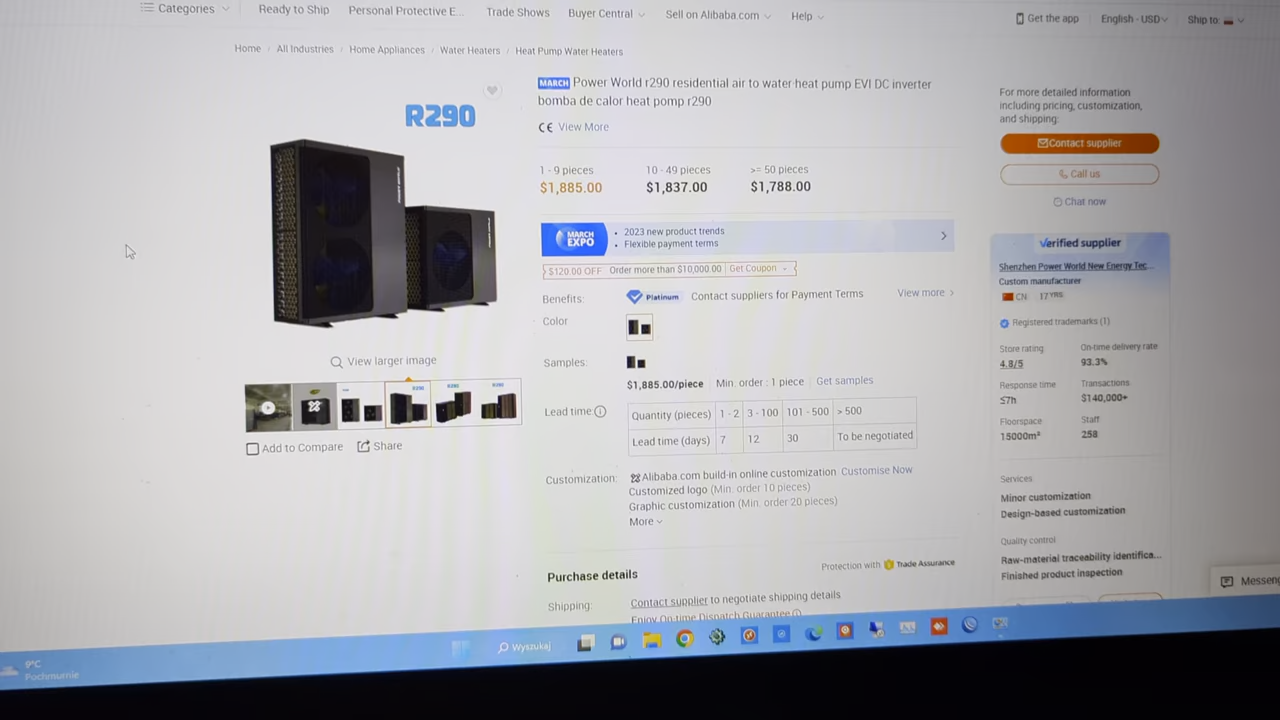 Categories
Ready to Ship
Personal Protective E...
Trade Shows
Buyer Central
Sell on Alibaba.com
Help
Get the app
English - USD
Ship to:
Home / All Industries / Home Appliances / Water Heaters / Heat Pump Water Heaters
R290
View larger image
Add to Compare
Share
MARCH Power World r290 residential air to water heat pump EVI DC inverter
bomba de calor heat pomp r290
CE View More
1 - 9 pieces
$1,885.00
10 - 49 pieces
$1,837.00
>= 50 pieces
$1,788.00
MARCH
EXPO
• 2023 new product trends
• Flexible payment terms
$120.00 OFF Order more than $10,000.00 Get Coupon
Benefits: Platinum Contact suppliers for Payment Terms View more
Color
Samples:
$1,885.00/piece Min. order : 1 piece Get samples
Lead time
Quantity (pieces) 1 - 2 3 - 100 101 - 500 > 500
Lead time (days) 7 12 30 To be negotiated
Customization: Alibaba.com build-in online customization Customise Now
Customized logo (Min. order 10 pieces)
Graphic customization (Min. order 20 pieces)
More
Purchase details
Protection with Trade Assurance
Shipping: Contact supplier to negotiate shipping details
Enjoy On-time Dispatch Guarantee
For more detailed information
including pricing, customization,
and shipping:
Contact supplier
Call us
Chat now
Verified supplier
Shenzhen Power World New Energy Tec...
Custom manufacturer
CN 17 YRS
Registered trademarks (1)
Store rating
4.8/5
On-time delivery rate
93.3%
Response time
≤7h
Transactions
$140,000+
Floorspace
15000m²
Staff
258
Services
Minor customization
Design-based customization
Quality control
Raw-material traceability identifica...
Finished product inspection
Messeng
9°C
Pochmurnie
Wyszukaj